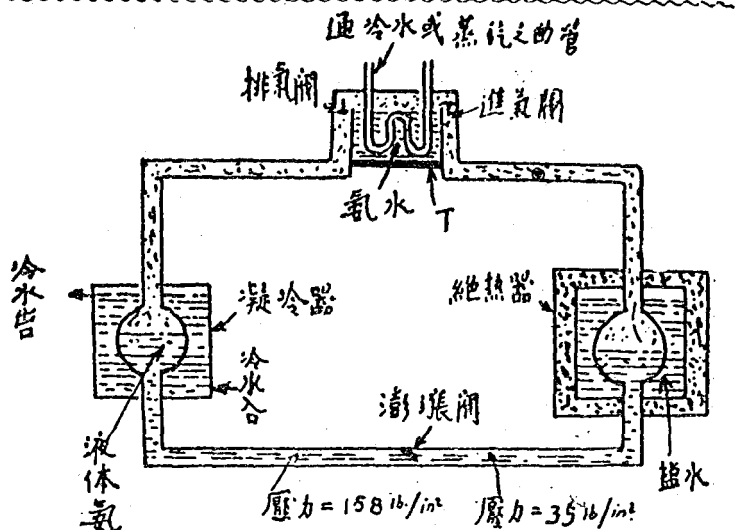 通冷水或蒸汽之曲管
排氣閥
進氣閥
氨水
T
冷水出
凝冷器
絕热器
冷水入
澎漲閥
液体氨
鹽水
壓力=158 lb./in²
壓力=35 lb/in²